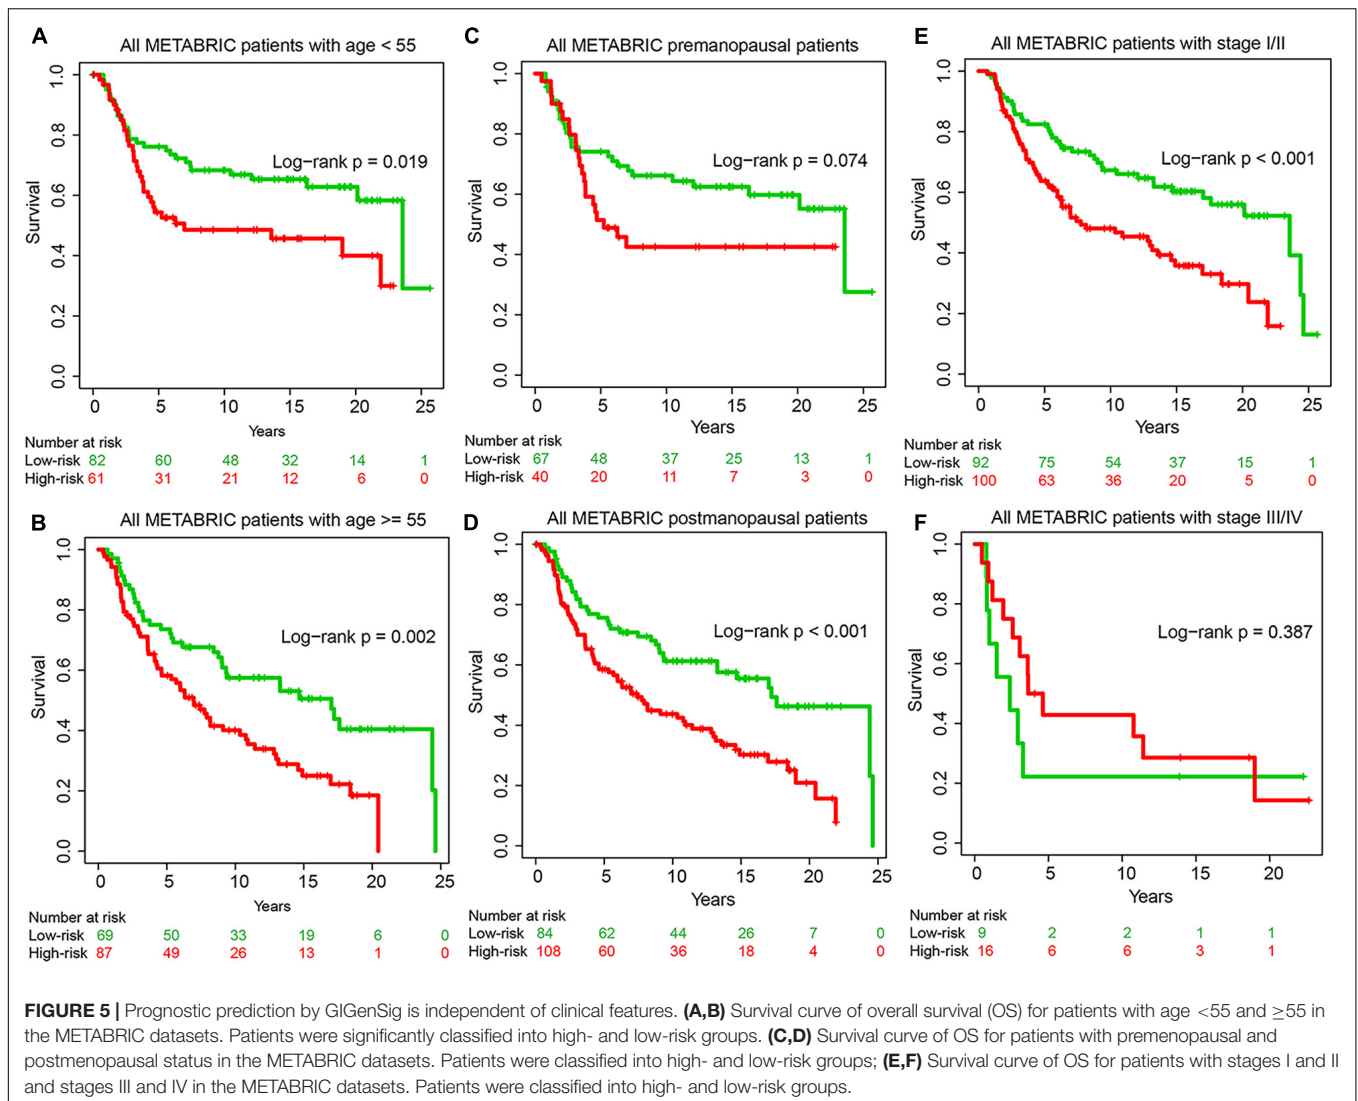 A
All METABRIC patients with age < 55
Survival
1.0
0.8
0.6
0.4
0.2
0.0
Log-rank p = 0.019
0 5 10 15 20 25
Years
Number at risk
Low-risk 82 60 48 32 14 1
High-risk 61 31 21 12 6 0
B
All METABRIC patients with age >= 55
Survival
1.0
0.8
0.6
0.4
0.2
0.0
Log-rank p = 0.002
0 5 10 15 20 25
Years
Number at risk
Low-risk 69 50 33 19 6 0
High-risk 87 49 26 13 1 0
C
All METABRIC premanopausal patients
Survival
1.0
0.8
0.6
0.4
0.2
0.0
Log-rank p = 0.074
0 5 10 15 20 25
Years
Number at risk
Low-risk 67 48 37 25 13 1
High-risk 40 20 11 7 3 0
D
All METABRIC postmanopausal patients
Survival
1.0
0.8
0.6
0.4
0.2
0.0
Log-rank p < 0.001
0 5 10 15 20 25
Years
Number at risk
Low-risk 84 62 44 26 7 0
High-risk 108 60 36 18 4 0
E
All METABRIC patients with stage I/II
Survival
1.0
0.8
0.6
0.4
0.2
0.0
Log-rank p < 0.001
0 5 10 15 20 25
Years
Number at risk
Low-risk 92 75 54 37 15 1
High-risk 100 63 36 20 5 0
F
All METABRIC patients with stage III/IV
Survival
1.0
0.8
0.6
0.4
0.2
0.0
Log-rank p = 0.387
0 5 10 15 20
Years
Number at risk
Low-risk 9 2 2 1 1
High-risk 16 6 6 3 1
FIGURE 5 | Prognostic prediction by GIGenSig is independent of clinical features. (A,B) Survival curve of overall survival (OS) for patients with age <55 and ≥55 in
the METABRIC datasets. Patients were significantly classified into high- and low-risk groups. (C,D) Survival curve of OS for patients with premenopausal and
postmenopausal status in the METABRIC datasets. Patients were classified into high- and low-risk groups; (E,F) Survival curve of OS for patients with stages I and II
and stages III and IV in the METABRIC datasets. Patients were classified into high- and low-risk groups.